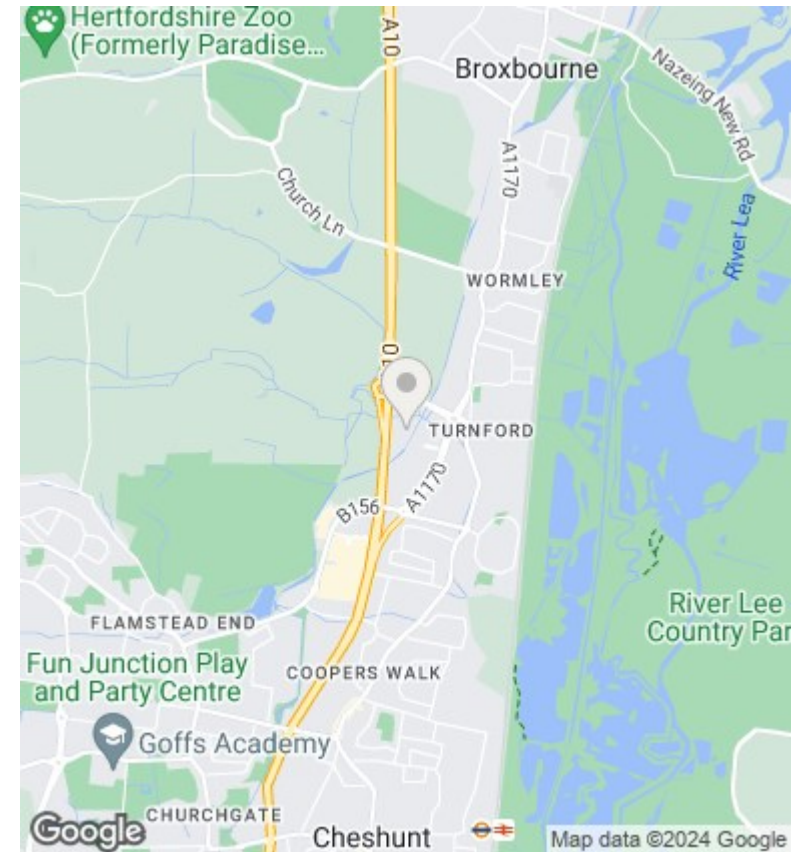 Hertfordshire Zoo
(Formerly Paradise...
A10
Broxbourne
Nazeing New Rd
A1170
Church Ln
River Lea
WORMLEY
TURNFORD
A1170
B156
FLAMSTEAD END
River Lee
Country Par
Fun Junction Play
and Party Centre
COOPERS WALK
Goffs Academy
CHURCHGATE
Google
Cheshunt
Map data ©2024 Google